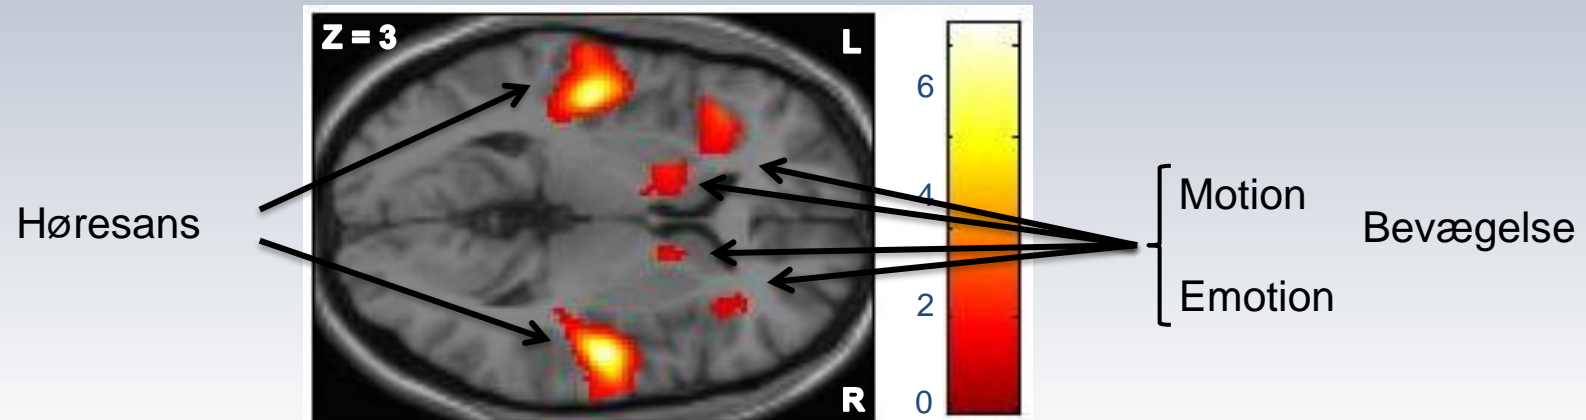 Z = 3
L
6
Motion
4
Høresans
Bevægelse
Emotion
2
R
0